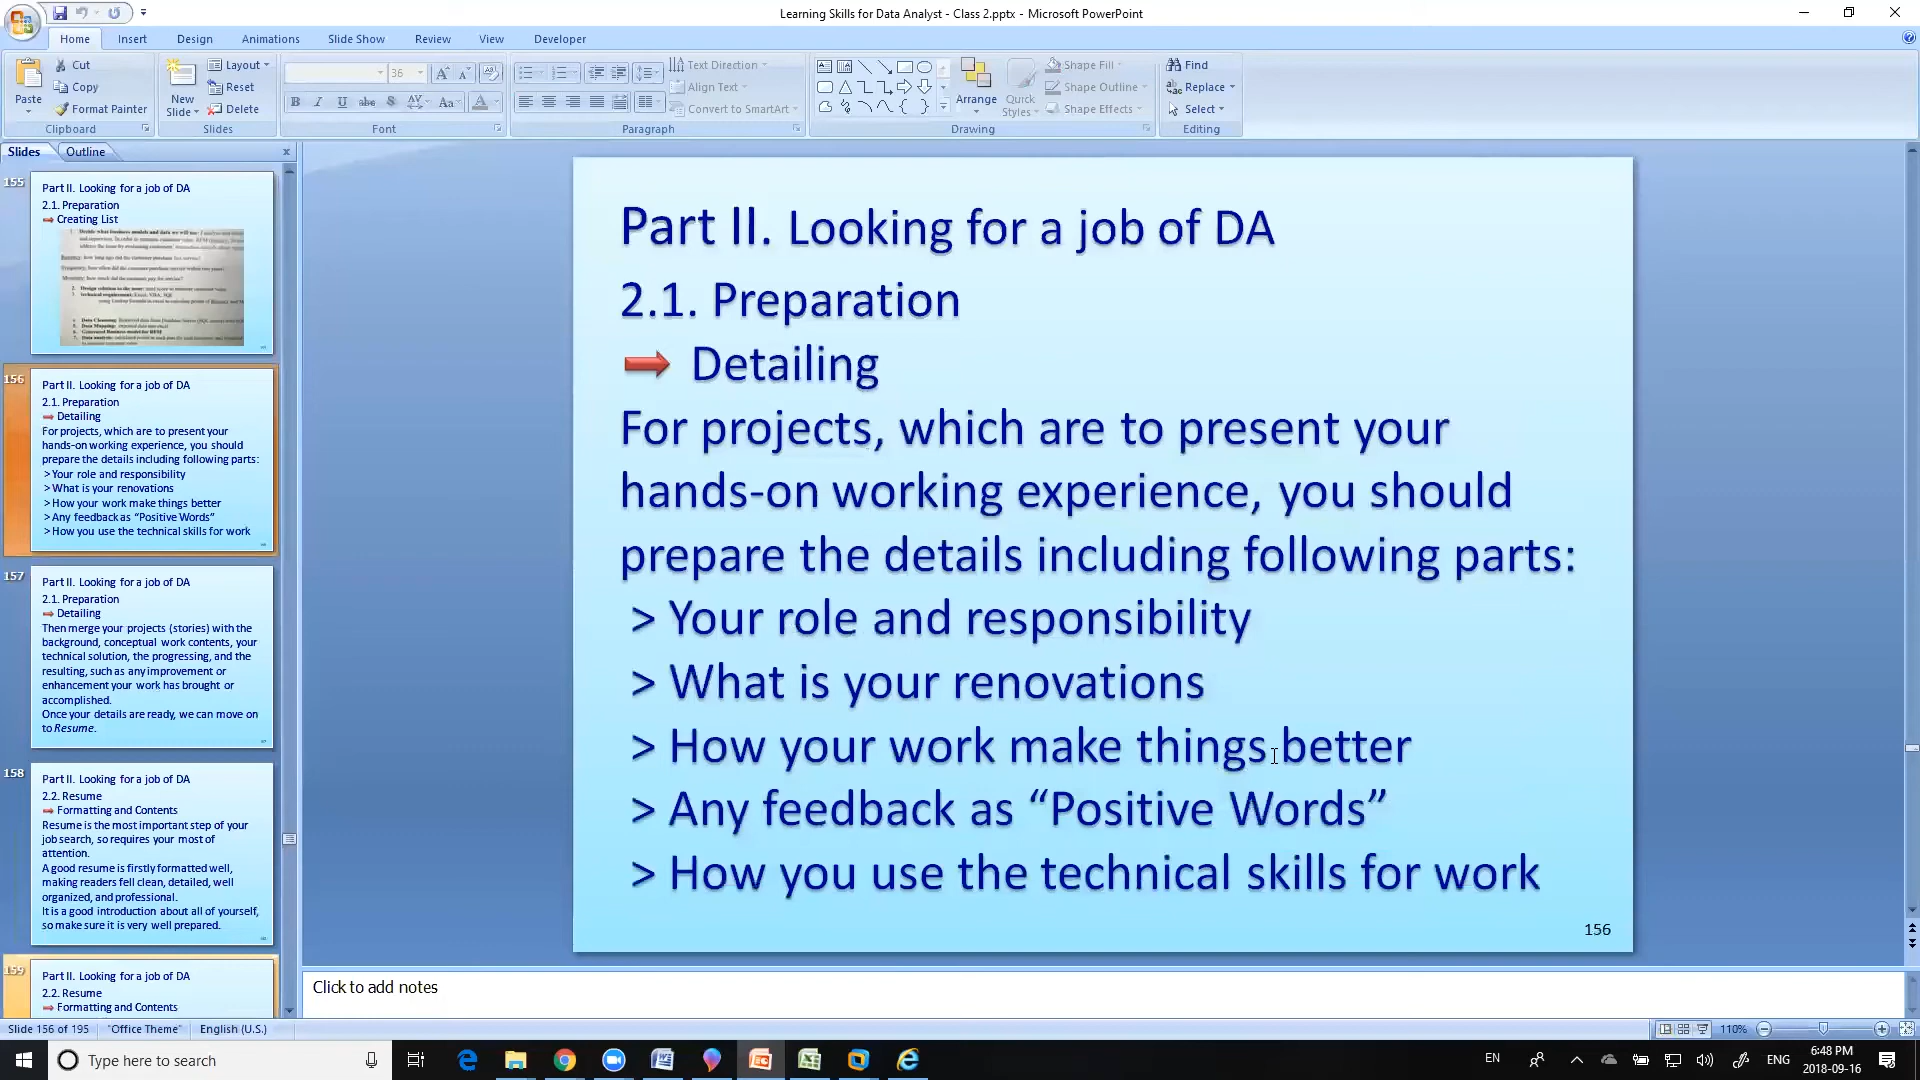 Learning Skills for Data Analyst - Class 2.pptx - Microsoft PowerPoint
Home Insert Design Animations Slide Show Review View Developer
Paste
Cut
Copy
Format Painter
Clipboard
New Slide
Layout
Reset
Delete
Slides
36
Font
Text Direction
Align Text
Convert to SmartArt
Paragraph
Arrange
Quick Styles
Shape Fill
Shape Outline
Shape Effects
Drawing
Find
Replace
Select
Editing
Slides Outline
155
Part II. Looking for a job of DA
2.1. Preparation
Creating List
156
Part II. Looking for a job of DA
2.1. Preparation
Detailing
For projects, which are to present your
hands-on working experience, you should
prepare the details including following parts:
> Your role and responsibility
> What is your renovations
> How your work make things better
> Any feedback as “Positive Words”
> How you use the technical skills for work
157
Part II. Looking for a job of DA
2.1. Preparation
Detailing
Then merge your projects (stories) with the
background, conceptual work contents, your
technical solution, the progressing, and the
resulting, such as any improvement or
enhancement your work has brought or
accomplished.
Once your details are ready, we can move on
to Resume.
158
Part II. Looking for a job of DA
2.2. Resume
Formatting and Contents
Resume is the most important step of your
job search, so requires your most of
attention.
A good resume is firstly formatted well,
making readers fell clean, detailed, well
organized, and professional.
It is a good introduction about all of yourself,
so make sure it is very well prepared.
159
Part II. Looking for a job of DA
2.2. Resume
Formatting and Contents
Part II. Looking for a job of DA
2.1. Preparation
Detailing
For projects, which are to present your
hands-on working experience, you should
prepare the details including following parts:
> Your role and responsibility
> What is your renovations
> How your work make things better
> Any feedback as “Positive Words”
> How you use the technical skills for work
156
Click to add notes
Slide 156 of 195 "Office Theme" English (U.S.)
110%
Type here to search
EN
ENG
6:48 PM
2018-09-16